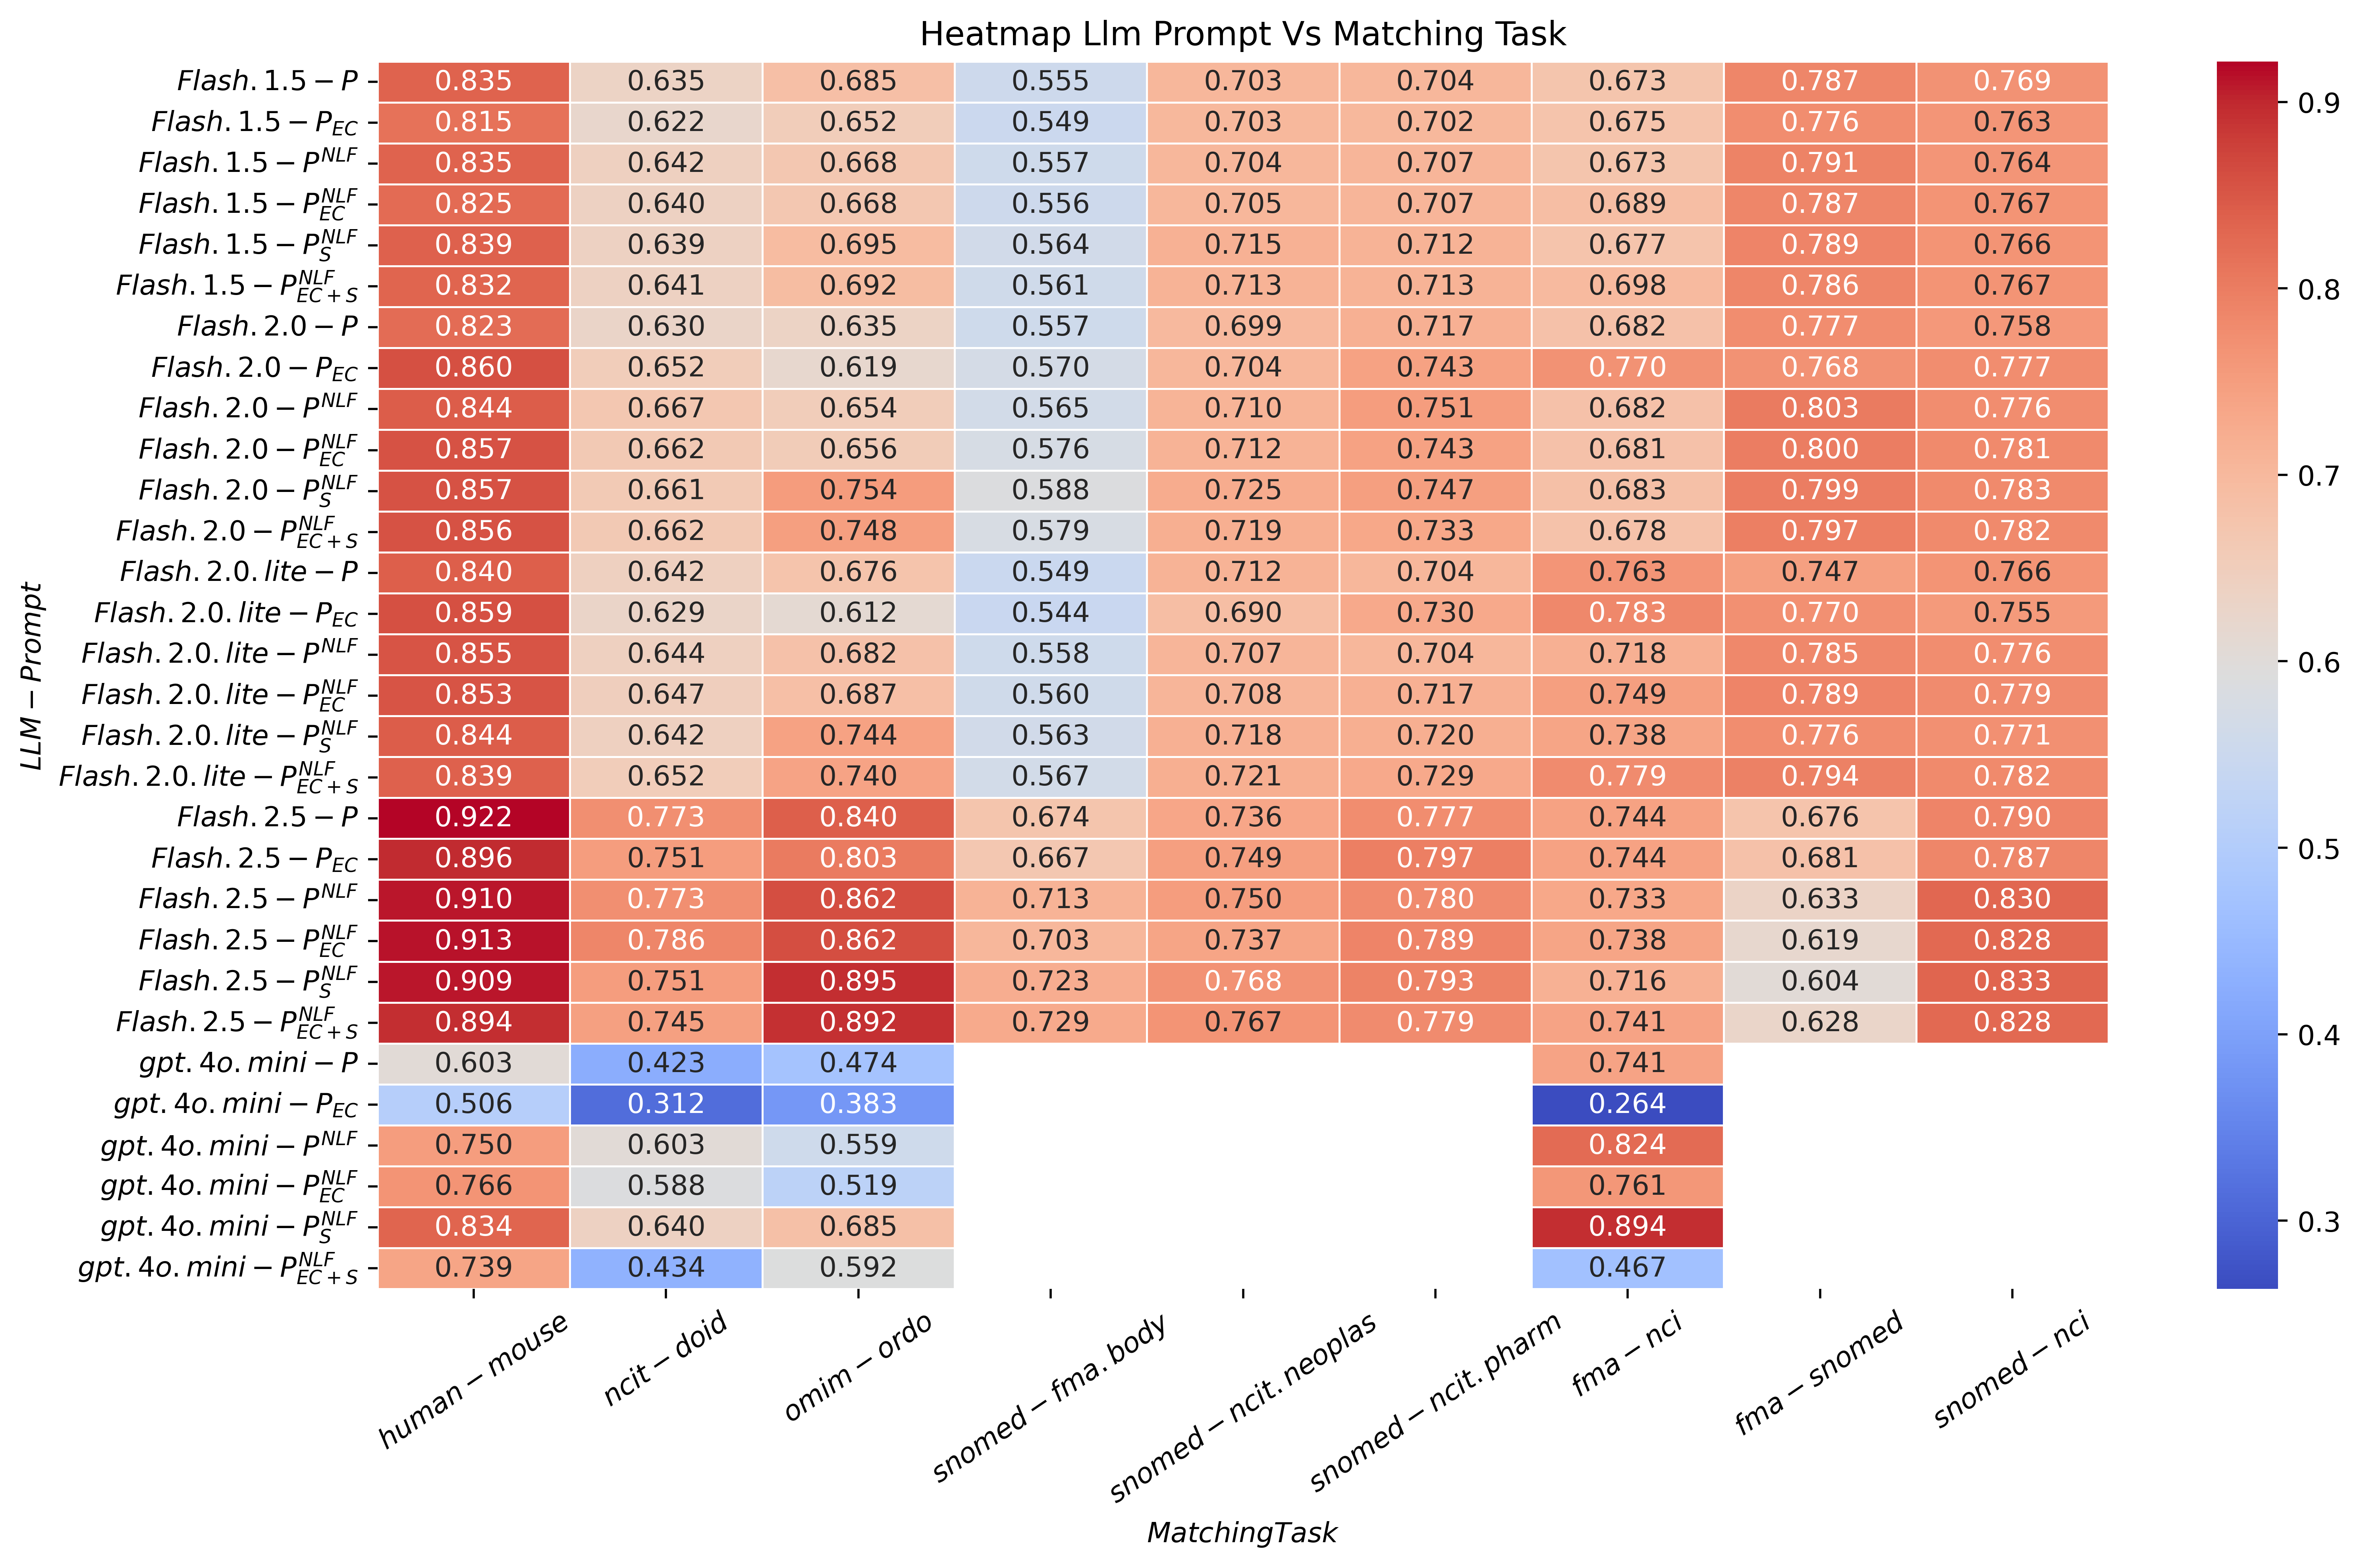 Heatmap Llm Prompt Vs Matching Task
Flash.1.5−P 0.835 0.635 0.685 0.555 0.703 0.704 0.673 0.787 0.769
Flash.1.5−P_EC 0.815 0.622 0.652 0.549 0.703 0.702 0.675 0.776 0.763
Flash.1.5−P^NLF 0.835 0.642 0.668 0.557 0.704 0.707 0.673 0.791 0.764
Flash.1.5−P_EC^NLF 0.825 0.640 0.668 0.556 0.705 0.707 0.689 0.787 0.767
Flash.1.5−P_S^NLF 0.839 0.639 0.695 0.564 0.715 0.712 0.677 0.789 0.766
Flash.1.5−P_EC+S^NLF 0.832 0.641 0.692 0.561 0.713 0.713 0.698 0.786 0.767
Flash.2.0−P 0.823 0.630 0.635 0.557 0.699 0.717 0.682 0.777 0.758
Flash.2.0−P_EC 0.860 0.652 0.619 0.570 0.704 0.743 0.770 0.768 0.777
Flash.2.0−P^NLF 0.844 0.667 0.654 0.565 0.710 0.751 0.682 0.803 0.776
Flash.2.0−P_EC^NLF 0.857 0.662 0.656 0.576 0.712 0.743 0.681 0.800 0.781
Flash.2.0−P_S^NLF 0.857 0.661 0.754 0.588 0.725 0.747 0.683 0.799 0.783
Flash.2.0−P_EC+S^NLF 0.856 0.662 0.748 0.579 0.719 0.733 0.678 0.797 0.782
Flash.2.0.lite−P 0.840 0.642 0.676 0.549 0.712 0.704 0.763 0.747 0.766
Flash.2.0.lite−P_EC 0.859 0.629 0.612 0.544 0.690 0.730 0.783 0.770 0.755
Flash.2.0.lite−P^NLF 0.855 0.644 0.682 0.558 0.707 0.704 0.718 0.785 0.776
Flash.2.0.lite−P_EC^NLF 0.853 0.647 0.687 0.560 0.708 0.717 0.749 0.789 0.779
Flash.2.0.lite−P_S^NLF 0.844 0.642 0.744 0.563 0.718 0.720 0.738 0.776 0.771
Flash.2.0.lite−P_EC+S^NLF 0.839 0.652 0.740 0.567 0.721 0.729 0.779 0.794 0.782
Flash.2.5−P 0.922 0.773 0.840 0.674 0.736 0.777 0.744 0.676 0.790
Flash.2.5−P_EC 0.896 0.751 0.803 0.667 0.749 0.797 0.744 0.681 0.787
Flash.2.5−P^NLF 0.910 0.773 0.862 0.713 0.750 0.780 0.733 0.633 0.830
Flash.2.5−P_EC^NLF 0.913 0.786 0.862 0.703 0.737 0.789 0.738 0.619 0.828
Flash.2.5−P_S^NLF 0.909 0.751 0.895 0.723 0.768 0.793 0.716 0.604 0.833
Flash.2.5−P_EC+S^NLF 0.894 0.745 0.892 0.729 0.767 0.779 0.741 0.628 0.828
gpt.4o.mini−P 0.603 0.423 0.474 0.741
gpt.4o.mini−P_EC 0.506 0.312 0.383 0.264
gpt.4o.mini−P^NLF 0.750 0.603 0.559 0.824
gpt.4o.mini−P_EC^NLF 0.766 0.588 0.519 0.761
gpt.4o.mini−P_S^NLF 0.834 0.640 0.685 0.894
gpt.4o.mini−P_EC+S^NLF 0.739 0.434 0.592 0.467
LLM−Prompt
human−mouse
ncit−doid
omim−ordo
snomed−fma.body
snomed−ncit.neoplas
snomed−ncit.pharm
fma−nci
fma−snomed
snomed−nci
MatchingTask
0.9
0.8
0.7
0.6
0.5
0.4
0.3